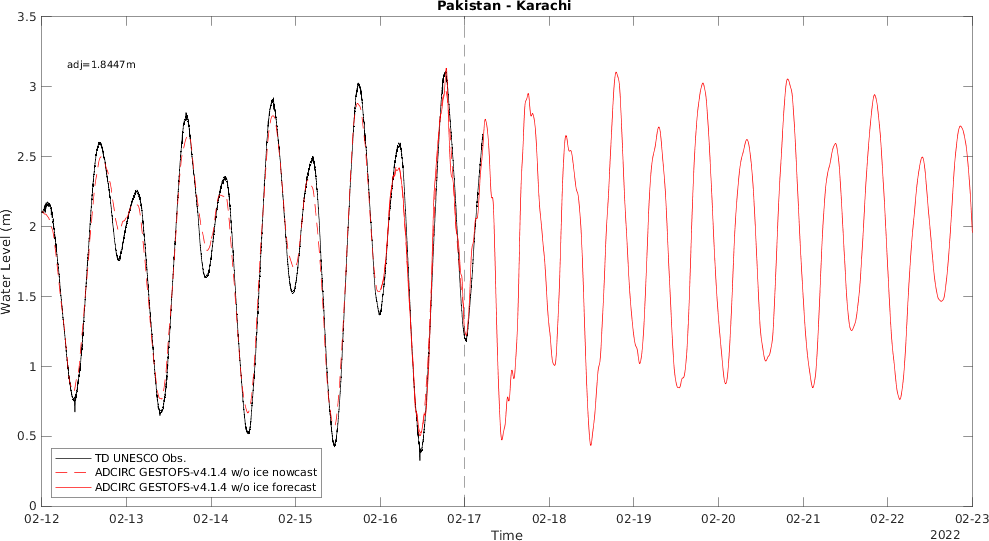 Pakistan - Karachi
3.5
adj=1.8447m
3
2.5
2
1.5
1
0.5
0
Water Level (m)
TD UNESCO Obs.
ADCIRC GESTOFS-v4.1.4 w/o ice nowcast
ADCIRC GESTOFS-v4.1.4 w/o ice forecast
02-12 02-13 02-14 02-15 02-16 02-17 02-18 02-19 02-20 02-21 02-22 02-23
Time
2022